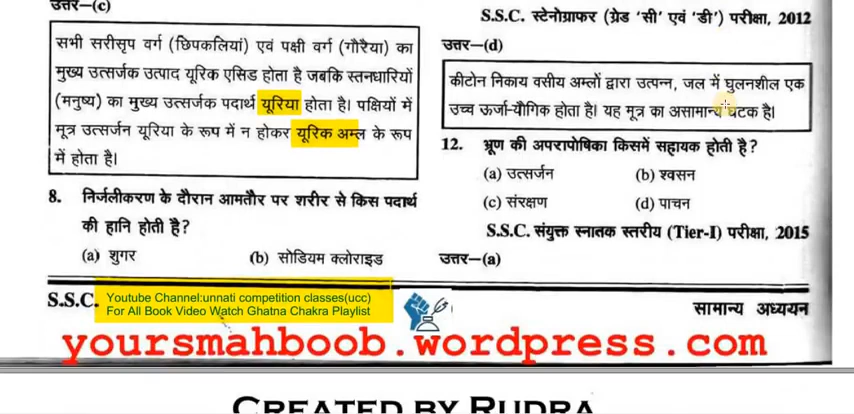 उत्तर–(c)
सभी सरीसृप वर्ग (छिपकलियां) एवं पक्षी वर्ग (गौरैया) का
मुख्य उत्सर्जक उत्पाद यूरिक एसिड होता है जबकि स्तनधारियों
(मनुष्य) का मुख्य उत्सर्जक पदार्थ यूरिया होता है। पक्षियों में
मूत्र उत्सर्जन यूरिया के रूप में न होकर यूरिक अम्ल के रूप
में होता है।
8. निर्जलीकरण के दौरान आमतौर पर शरीर से किस पदार्थ
की हानि होती है?
(a) शुगर (b) सोडियम क्लोराइड
S.S.C. स्टेनोग्राफर (ग्रेड 'सी' एवं 'डी') परीक्षा, 2012
उत्तर–(d)
कीटोन निकाय वसीय अम्लों द्वारा उत्पन्न, जल में घुलनशील एक
उच्च ऊर्जा-यौगिक होता है। यह मूत्र का असामान्य घटक है।
12. भ्रूण की अपरापोषिका किसमें सहायक होती है?
(a) उत्सर्जन (b) श्वसन
(c) संरक्षण (d) पाचन
S.S.C. संयुक्त स्नातक स्तरीय (Tier-I) परीक्षा, 2015
उत्तर–(a)
S.S.C.
Youtube Channel:unnati competition classes(ucc)
For All Book Video Watch Ghatna Chakra Playlist
सामान्य अध्ययन
yoursmahboob.wordpress.com
CREATED BY RUDRA